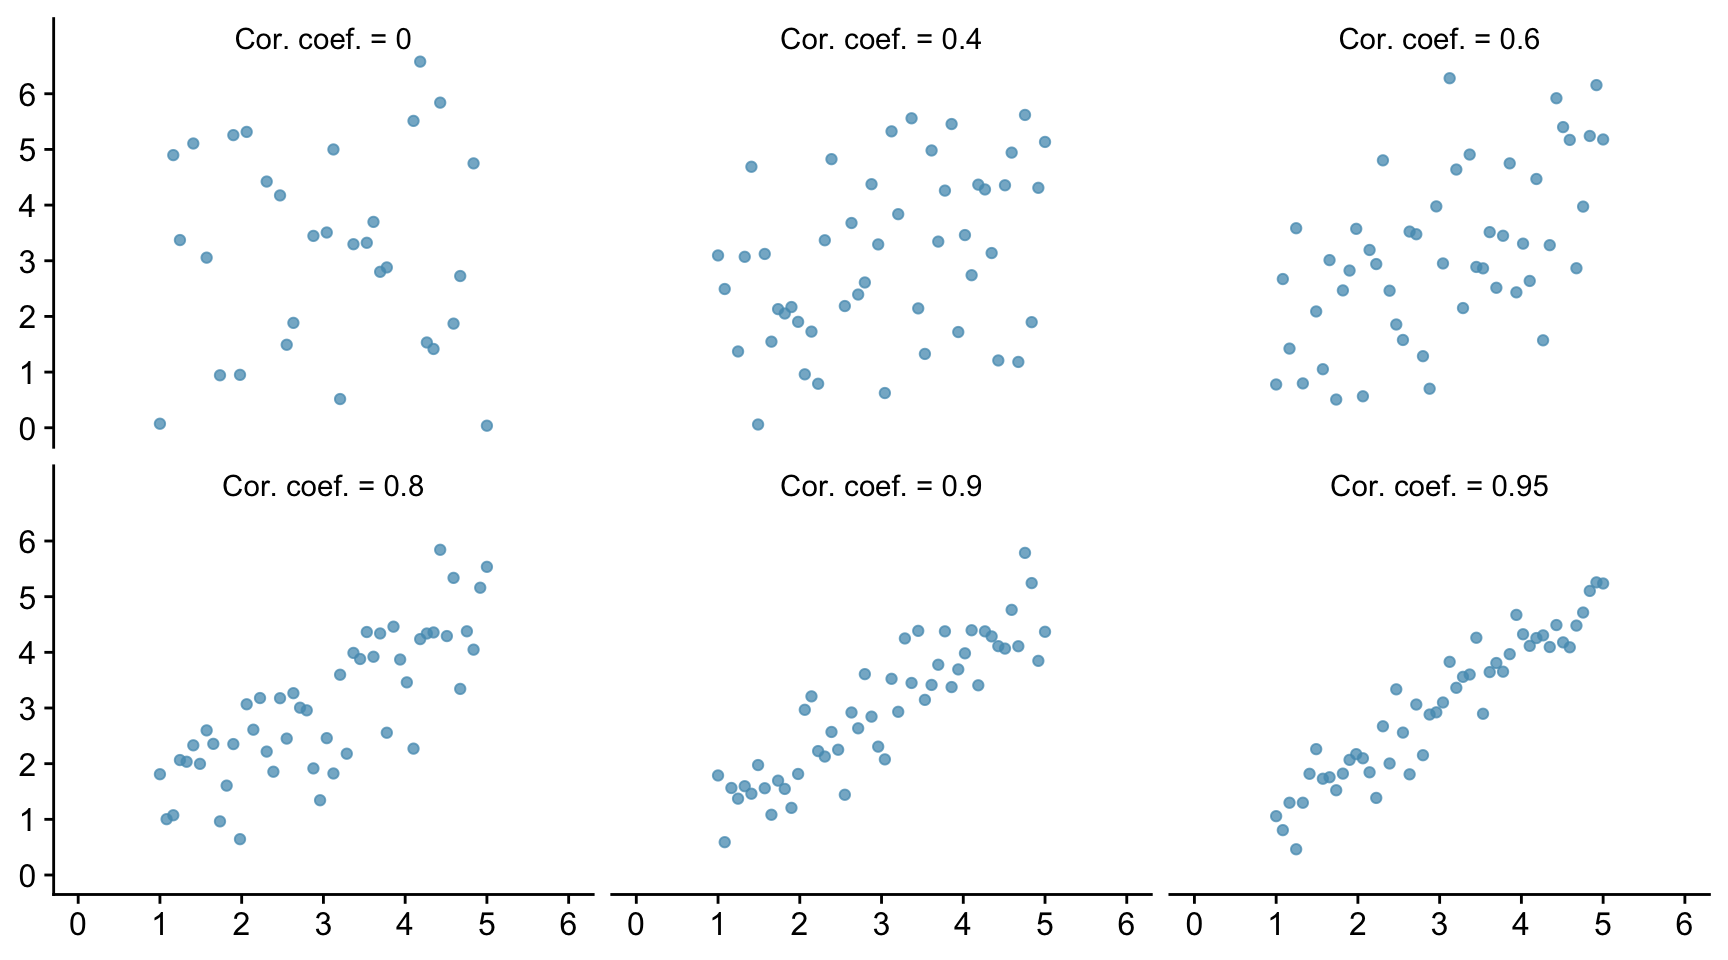 Cor. coef. = 0
Cor. coef. = 0.4
Cor. coef. = 0.6
6
5
4
3
2
1
0
Cor. coef. = 0.8
Cor. coef. = 0.9
Cor. coef. = 0.95
6
5
4
3
2
1
0
0 1 2 3 4 5 6
0 1 2 3 4 5 6
0 1 2 3 4 5 6